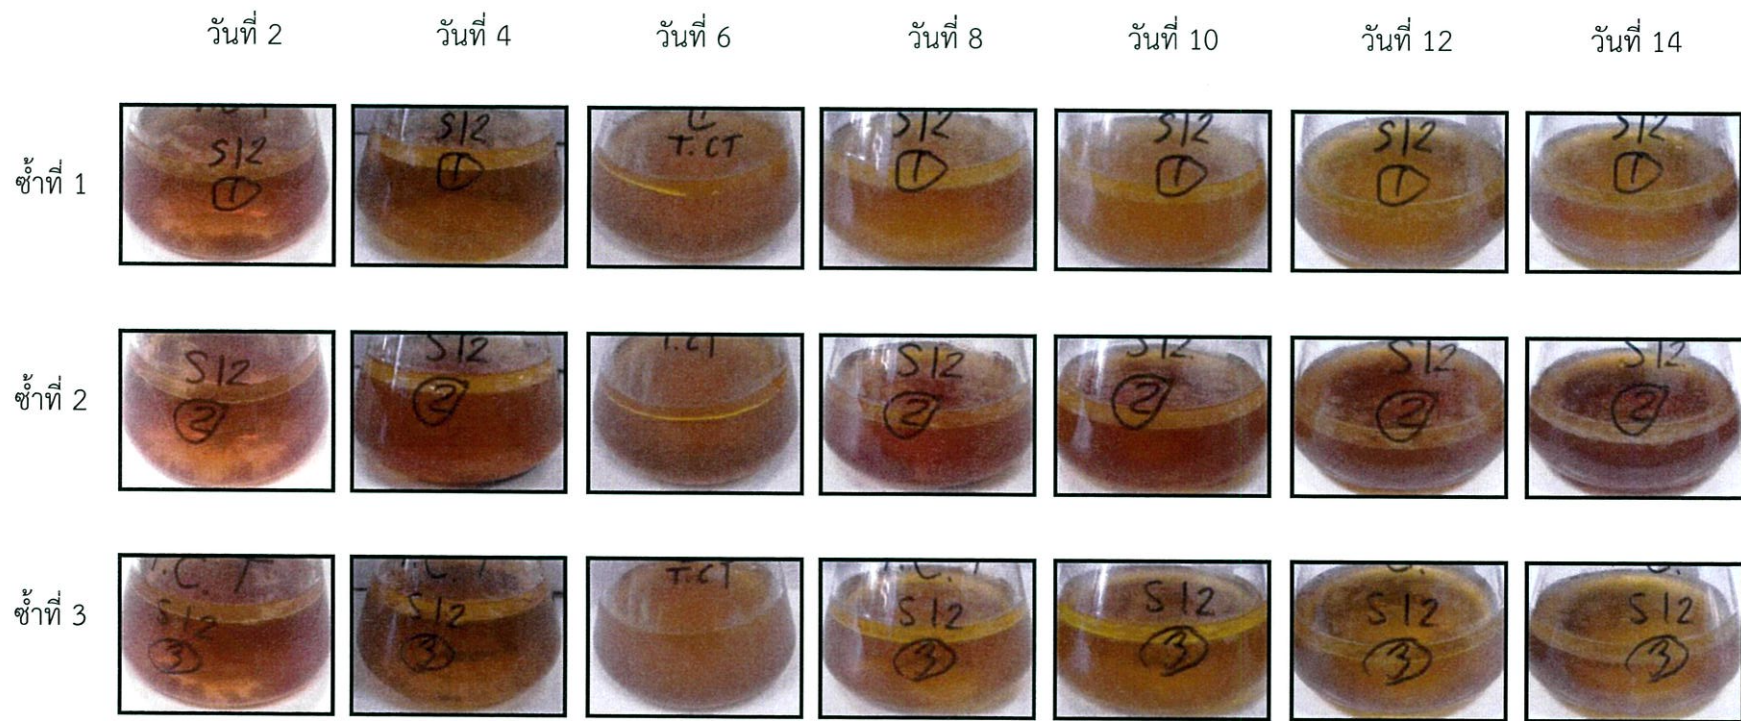 วันที่ 2 วันที่ 4 วันที่ 6 วันที่ 8 วันที่ 10 วันที่ 12 วันที่ 14
S12 S12 T.CT S12 S12 S12 S12
ซ้ำที่ 1 ① ① ① ① ① ①
S12 S12 T.CT S12 S12 S12 S12
ซ้ำที่ 2 ② ② ② ② ② ②
T.C.T T.C.T T.CT T.C.T
ซ้ำที่ 3 S12 S12 S12 S12 S12 S12
③ ③ ③ ③ ③ ③